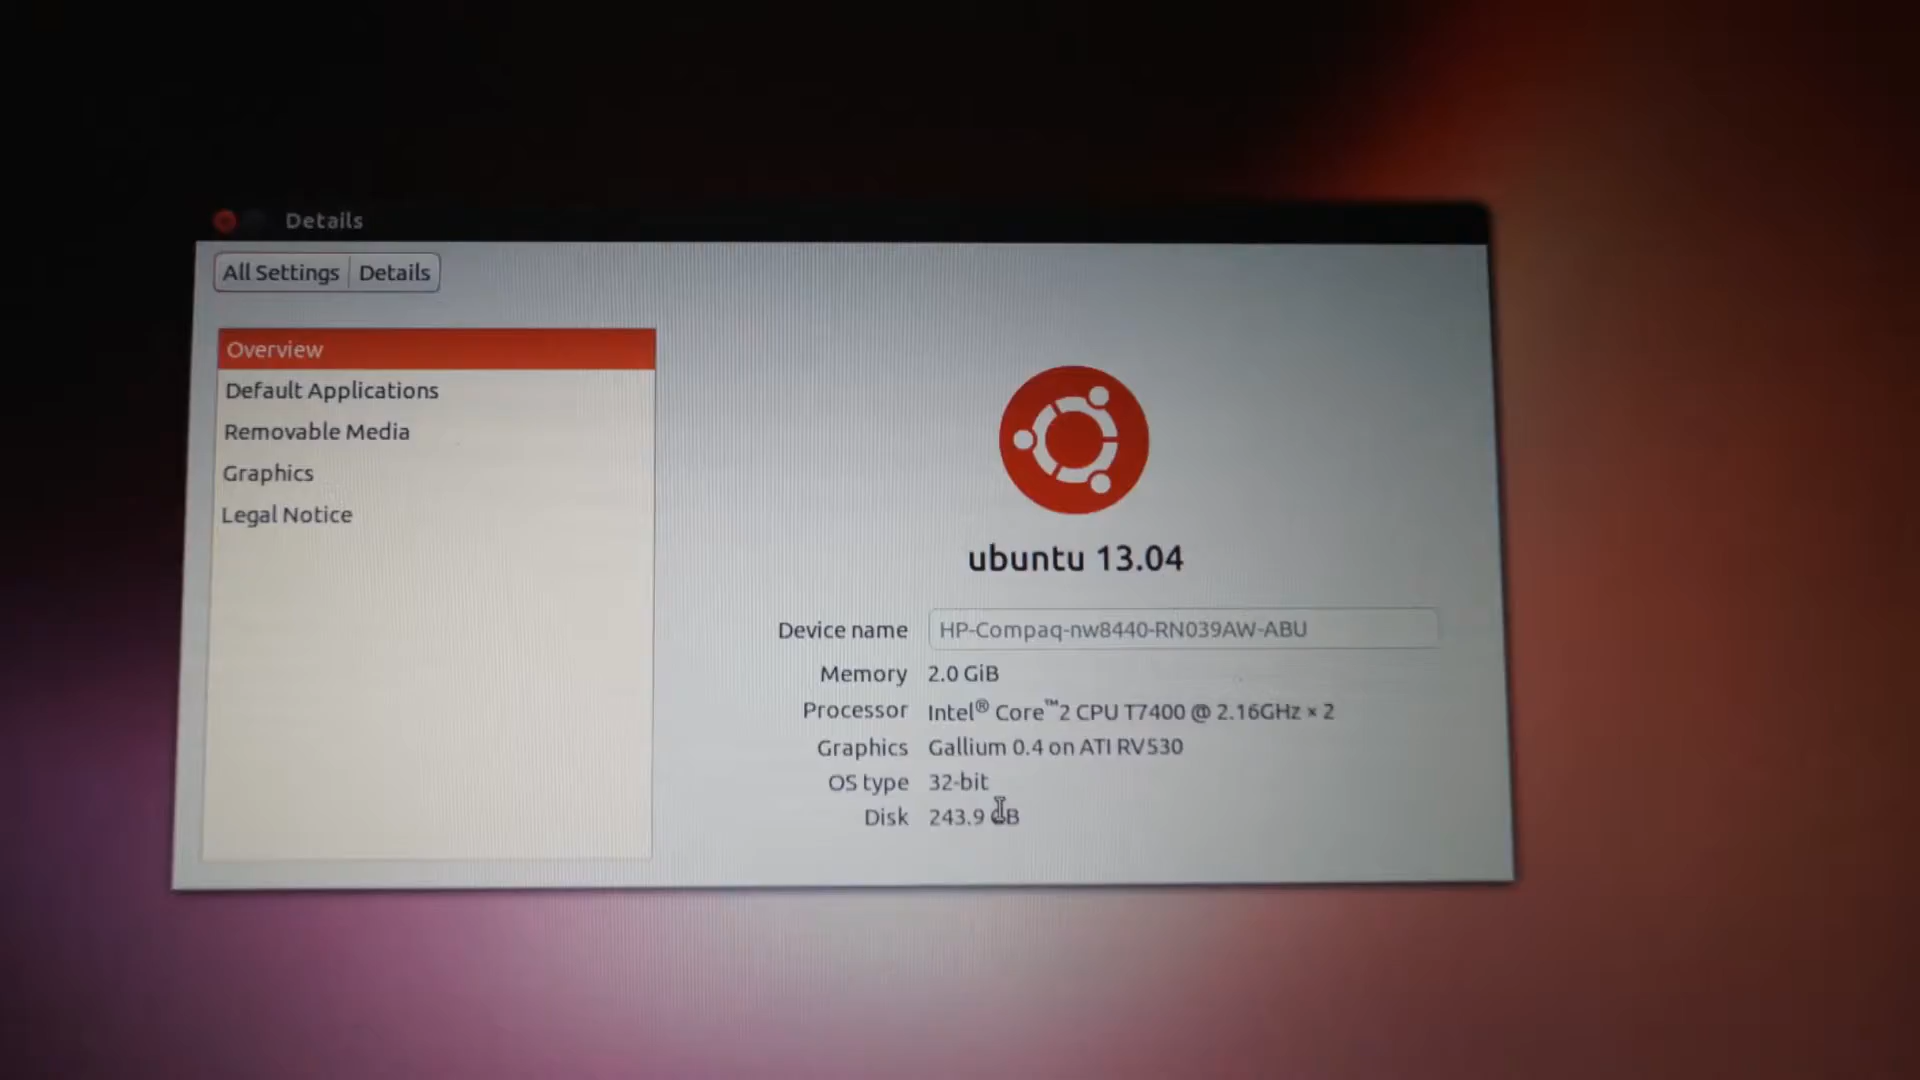 Details
All Settings Details
Overview
Default Applications
Removable Media
Graphics
Legal Notice
ubuntu 13.04
Device name HP-Compaq-nw8440-RN039AW-ABU
Memory 2.0 GiB
Processor Intel® Core™2 CPU T7400 @ 2.16GHz × 2
Graphics Gallium 0.4 on ATI RV530
OS type 32-bit
Disk 243.9 GB